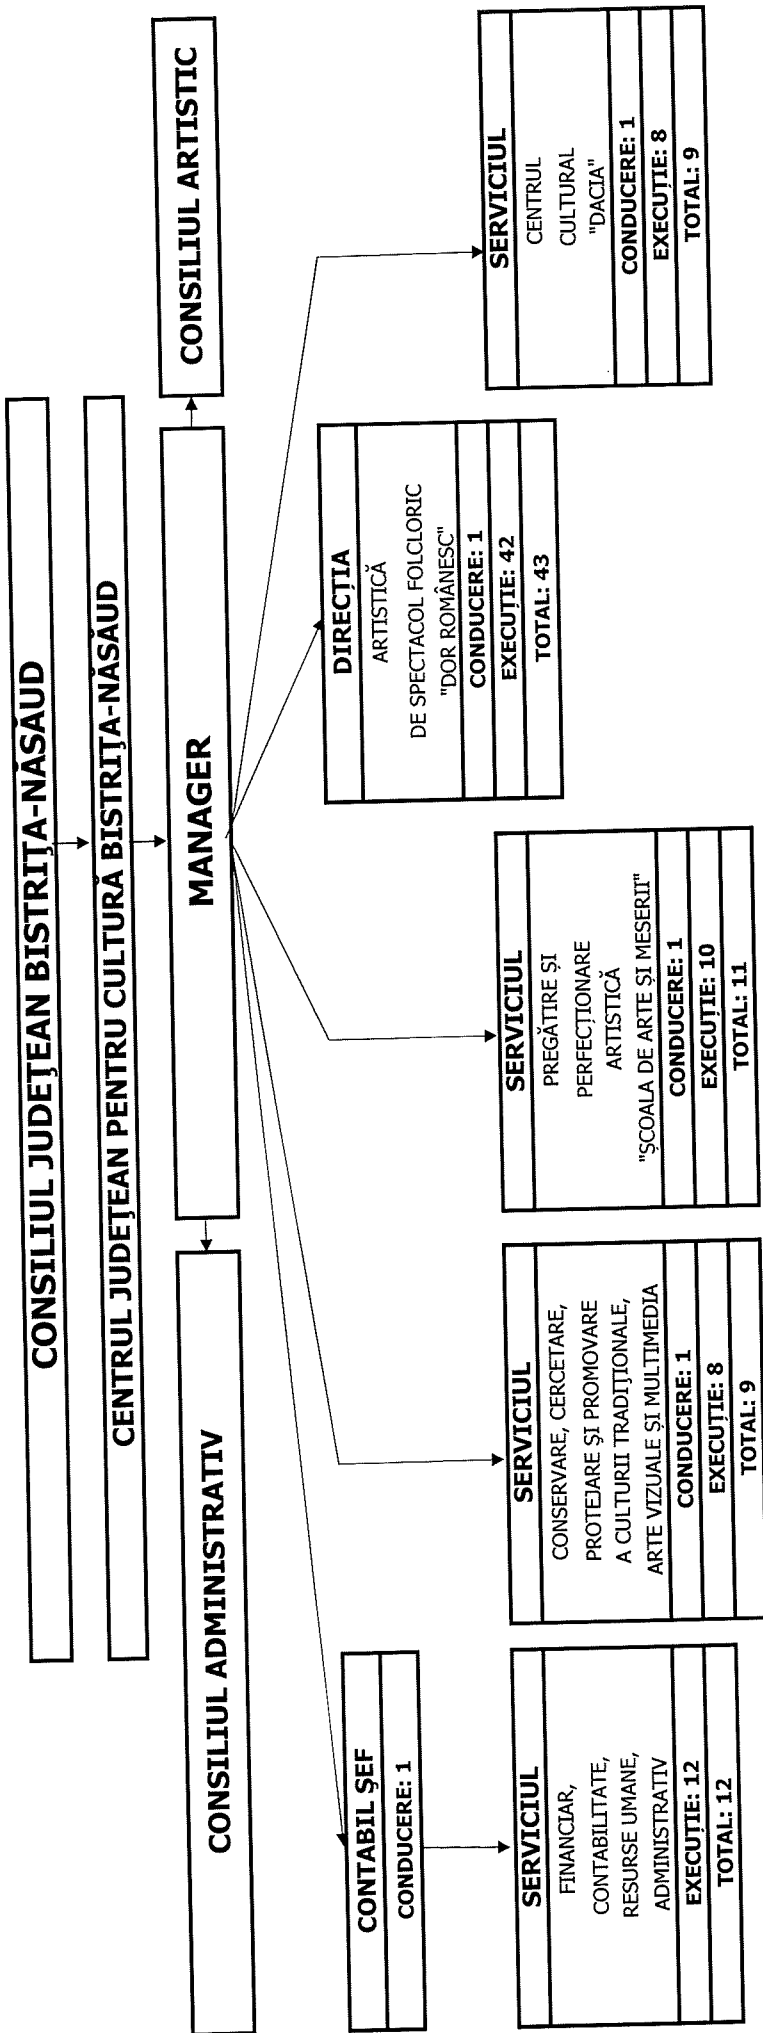 CONSILIUL JUDEŢEAN BISTRIŢA-NĂSĂUD
CENTRUL JUDEŢEAN PENTRU CULTURĂ BISTRIŢA-NĂSĂUD
CONSILIUL ADMINISTRATIV
MANAGER
CONSILIUL ARTISTIC
CONTABIL ŞEF
CONDUCERE: 1
SERVICIUL
FINANCIAR,
CONTABILITATE,
RESURSE UMANE,
ADMINISTRATIV
EXECUŢIE: 12
TOTAL: 12
SERVICIUL
CONSERVARE, CERCETARE,
PROTEJARE ŞI PROMOVARE
A CULTURII TRADIŢIONALE,
ARTE VIZUALE ŞI MULTIMEDIA
CONDUCERE: 1
EXECUŢIE: 8
TOTAL: 9
SERVICIUL
PREGĂTIRE ŞI
PERFECŢIONARE
ARTISTICĂ
"ŞCOALA DE ARTE ŞI MESERII"
CONDUCERE: 1
EXECUŢIE: 10
TOTAL: 11
DIRECŢIA
ARTISTICĂ
DE SPECTACOL FOLCLORIC
"DOR ROMÂNESC"
CONDUCERE: 1
EXECUŢIE: 42
TOTAL: 43
SERVICIUL
CENTRUL
CULTURAL
"DACIA"
CONDUCERE: 1
EXECUŢIE: 8
TOTAL: 9